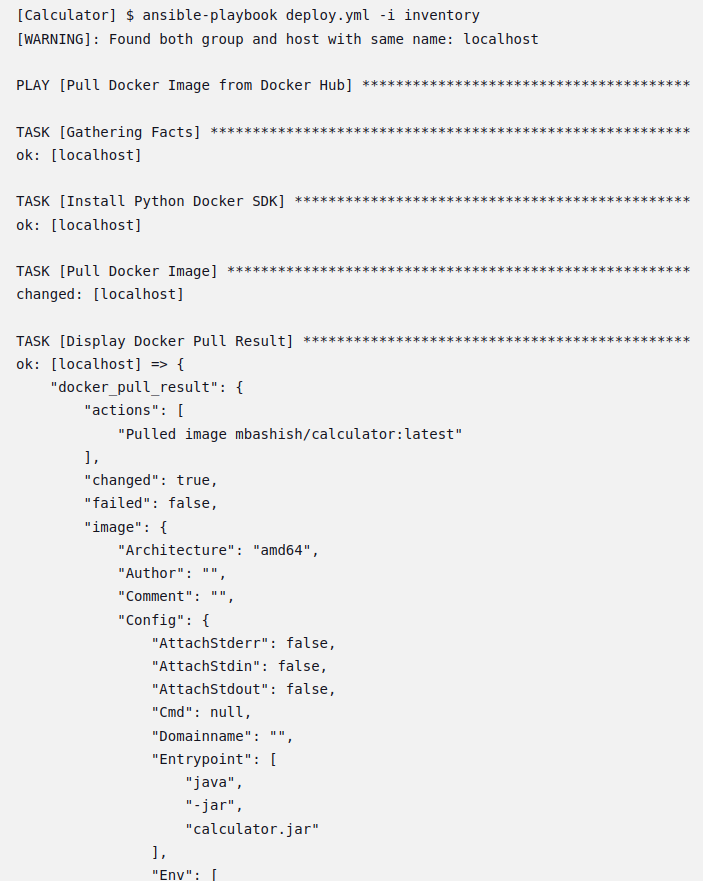 [Calculator] $ ansible-playbook deploy.yml -i inventory
[WARNING]: Found both group and host with same name: localhost
PLAY [Pull Docker Image from Docker Hub] ***************************************
TASK [Gathering Facts] *********************************************************
ok: [localhost]
TASK [Install Python Docker SDK] ***********************************************
ok: [localhost]
TASK [Pull Docker Image] *******************************************************
changed: [localhost]
TASK [Display Docker Pull Result] **********************************************
ok: [localhost] => {
    "docker_pull_result": {
        "actions": [
            "Pulled image mbashish/calculator:latest"
        ],
        "changed": true,
        "failed": false,
        "image": {
            "Architecture": "amd64",
            "Author": "",
            "Comment": "",
            "Config": {
                "AttachStderr": false,
                "AttachStdin": false,
                "AttachStdout": false,
                "Cmd": null,
                "Domainname": "",
                "Entrypoint": [
                    "java",
                    "-jar",
                    "calculator.jar"
                ],
                "Env": [